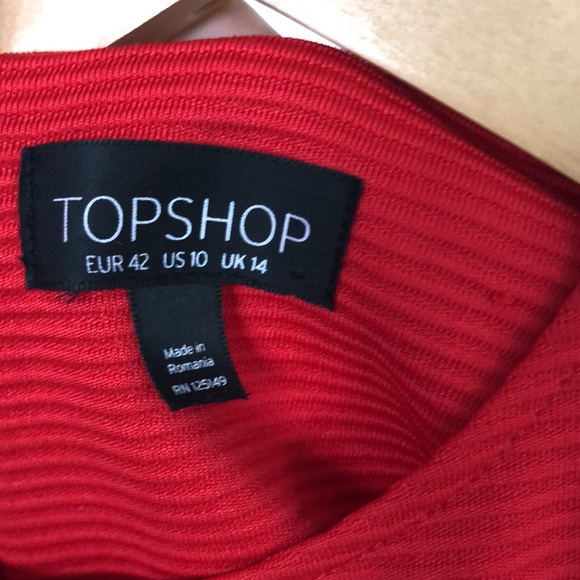 TOPSHOP
EUR 42 US 10 UK 14
Made in
Romania
RN 125149